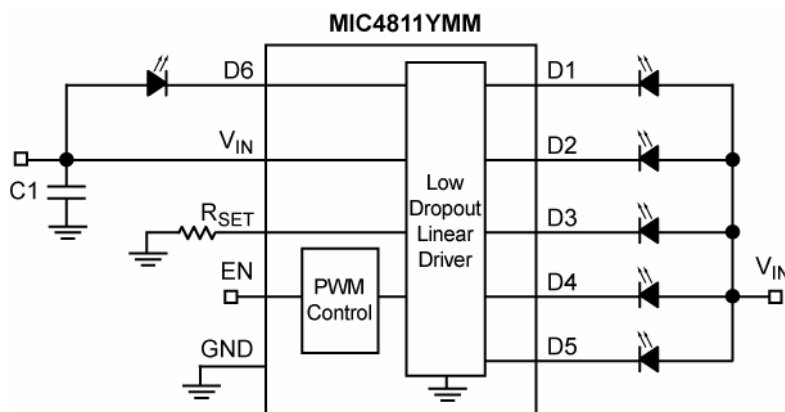 MIC4811YMM
D6
D1
VIN
D2
C1
Low
Dropout
Linear
Driver
RSET
D3
EN
PWM
Control
D4
VIN
GND
D5